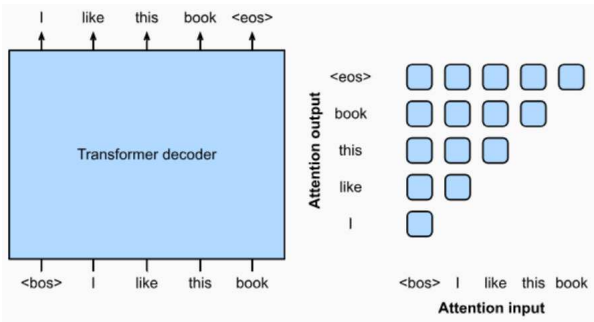 I like this book <eos>
Transformer decoder
<bos> I like this book
Attention output
<eos>
book
this
like
I
<bos> I like this book
Attention input